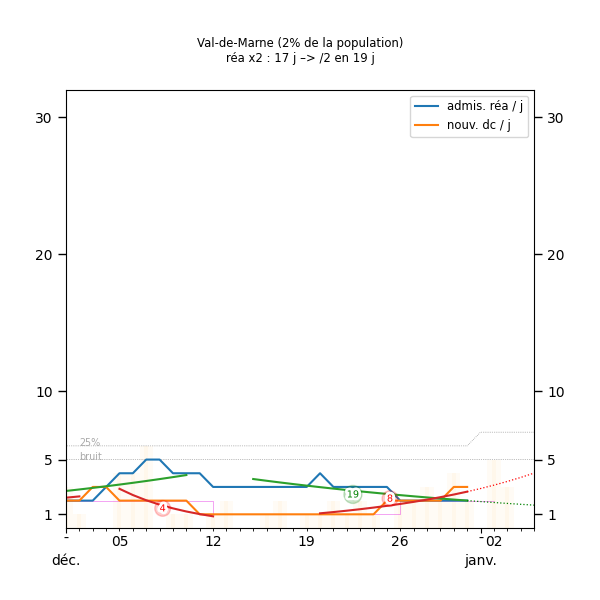 Val-de-Marne (2% de la population)
réa x2 : 17 j –> /2 en 19 j
admis. réa / j
nouv. dc / j
30
30
20
20
10
10
25%
bruit
5
5
19
8
4
1
1
05
12
19
26
02
déc.
janv.